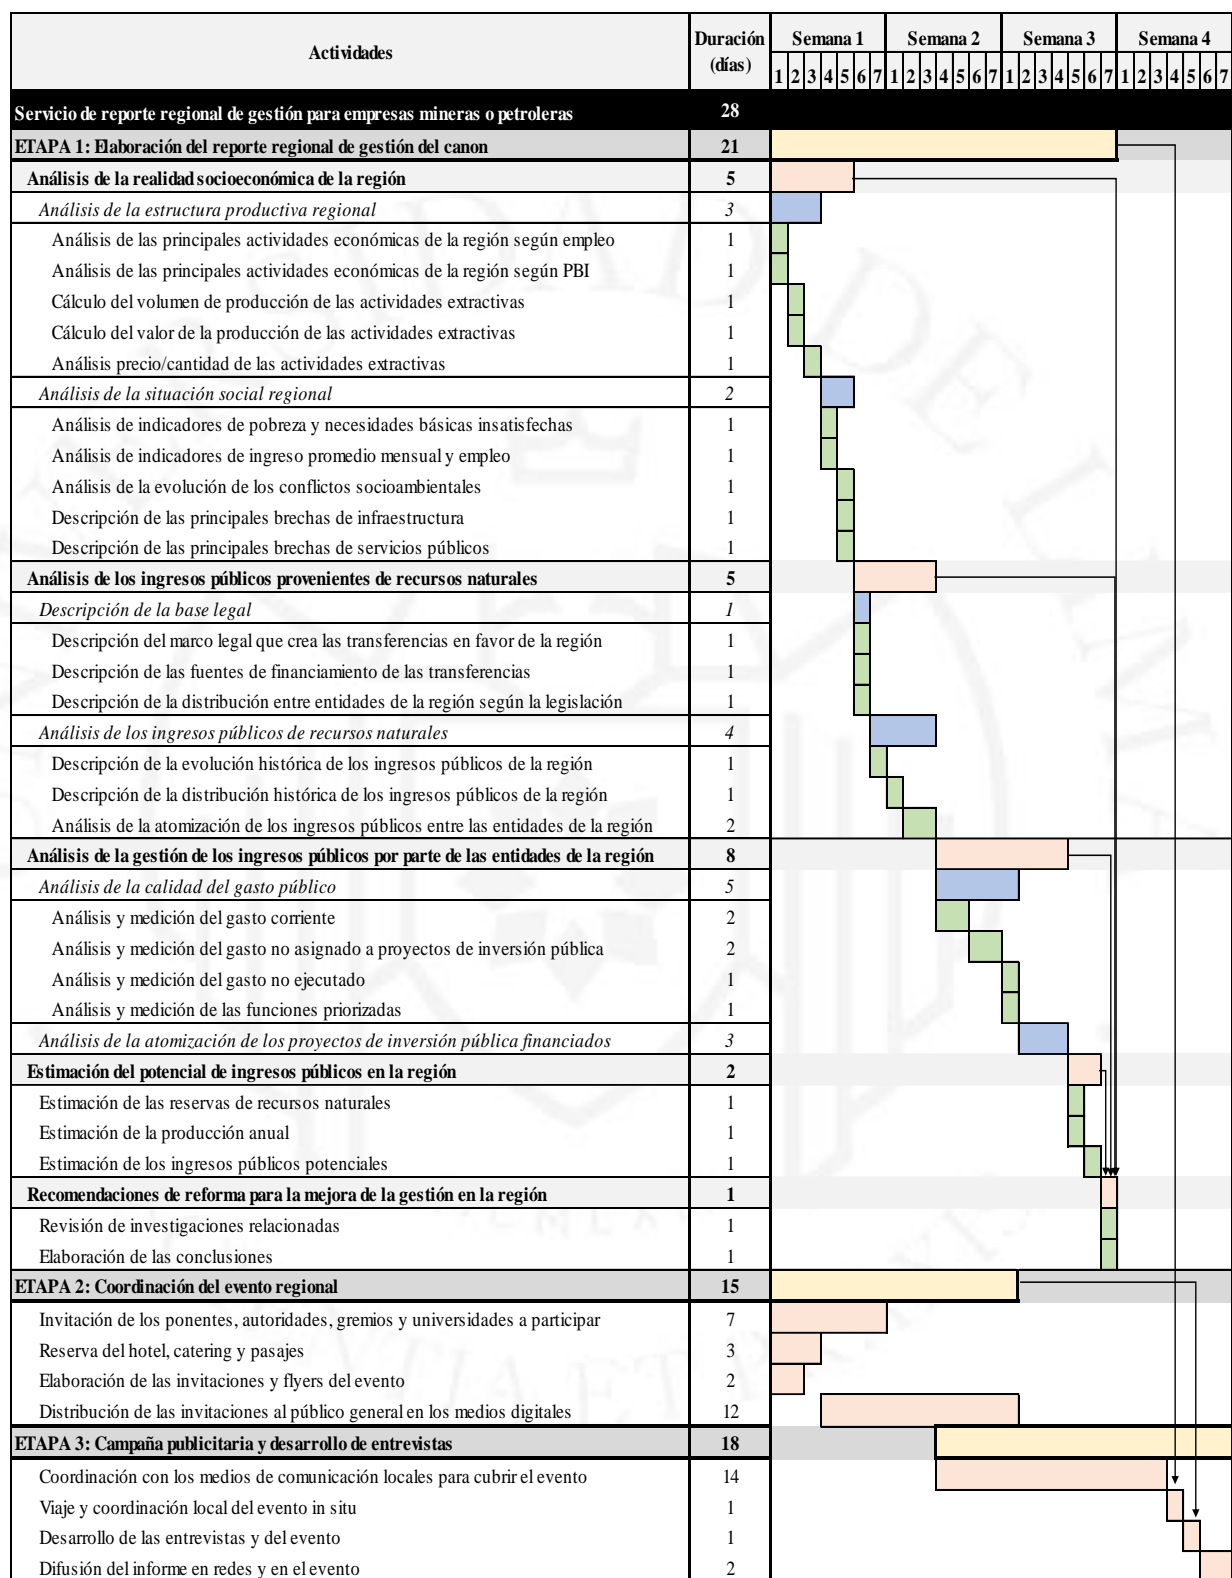 Actividades Duración (días) Semana 1 Semana 2 Semana 3 Semana 4
1 2 3 4 5 6 7 1 2 3 4 5 6 7 1 2 3 4 5 6 7 1 2 3 4 5 6 7
Servicio de reporte regional de gestión para empresas mineras o petroleras 28
ETAPA 1: Elaboración del reporte regional de gestión del canon 21
Análisis de la realidad socioeconómica de la región 5
Análisis de la estructura productiva regional 3
Análisis de las principales actividades económicas de la región según empleo 1
Análisis de las principales actividades económicas de la región según PBI 1
Cálculo del volumen de producción de las actividades extractivas 1
Cálculo del valor de la producción de las actividades extractivas 1
Análisis precio/cantidad de las actividades extractivas 1
Análisis de la situación social regional 2
Análisis de indicadores de pobreza y necesidades básicas insatisfechas 1
Análisis de indicadores de ingreso promedio mensual y empleo 1
Análisis de la evolución de los conflictos socioambientales 1
Descripción de las principales brechas de infraestructura 1
Descripción de las principales brechas de servicios públicos 1
Análisis de los ingresos públicos provenientes de recursos naturales 5
Descripción de la base legal 1
Descripción del marco legal que crea las transferencias en favor de la región 1
Descripción de las fuentes de financiamiento de las transferencias 1
Descripción de la distribución entre entidades de la región según la legislación 1
Análisis de los ingresos públicos de recursos naturales 4
Descripción de la evolución histórica de los ingresos públicos de la región 1
Descripción de la distribución histórica de los ingresos públicos de la región 1
Análisis de la atomización de los ingresos públicos entre las entidades de la región 2
Análisis de la gestión de los ingresos públicos por parte de las entidades de la región 8
Análisis de la calidad del gasto público 5
Análisis y medición del gasto corriente 2
Análisis y medición del gasto no asignado a proyectos de inversión pública 2
Análisis y medición del gasto no ejecutado 1
Análisis y medición de las funciones priorizadas 1
Análisis de la atomización de los proyectos de inversión pública financiados 3
Estimación del potencial de ingresos públicos en la región 2
Estimación de las reservas de recursos naturales 1
Estimación de la producción anual 1
Estimación de los ingresos públicos potenciales 1
Recomendaciones de reforma para la mejora de la gestión en la región 1
Revisión de investigaciones relacionadas 1
Elaboración de las conclusiones 1
ETAPA 2: Coordinación del evento regional 15
Invitación de los ponentes, autoridades, gremios y universidades a participar 7
Reserva del hotel, catering y pasajes 3
Elaboración de las invitaciones y flyers del evento 2
Distribución de las invitaciones al público general en los medios digitales 12
ETAPA 3: Campaña publicitaria y desarrollo de entrevistas 18
Coordinación con los medios de comunicación locales para cubrir el evento 14
Viaje y coordinación local del evento in situ 1
Desarrollo de las entrevistas y del evento 1
Difusión del informe en redes y en el evento 2